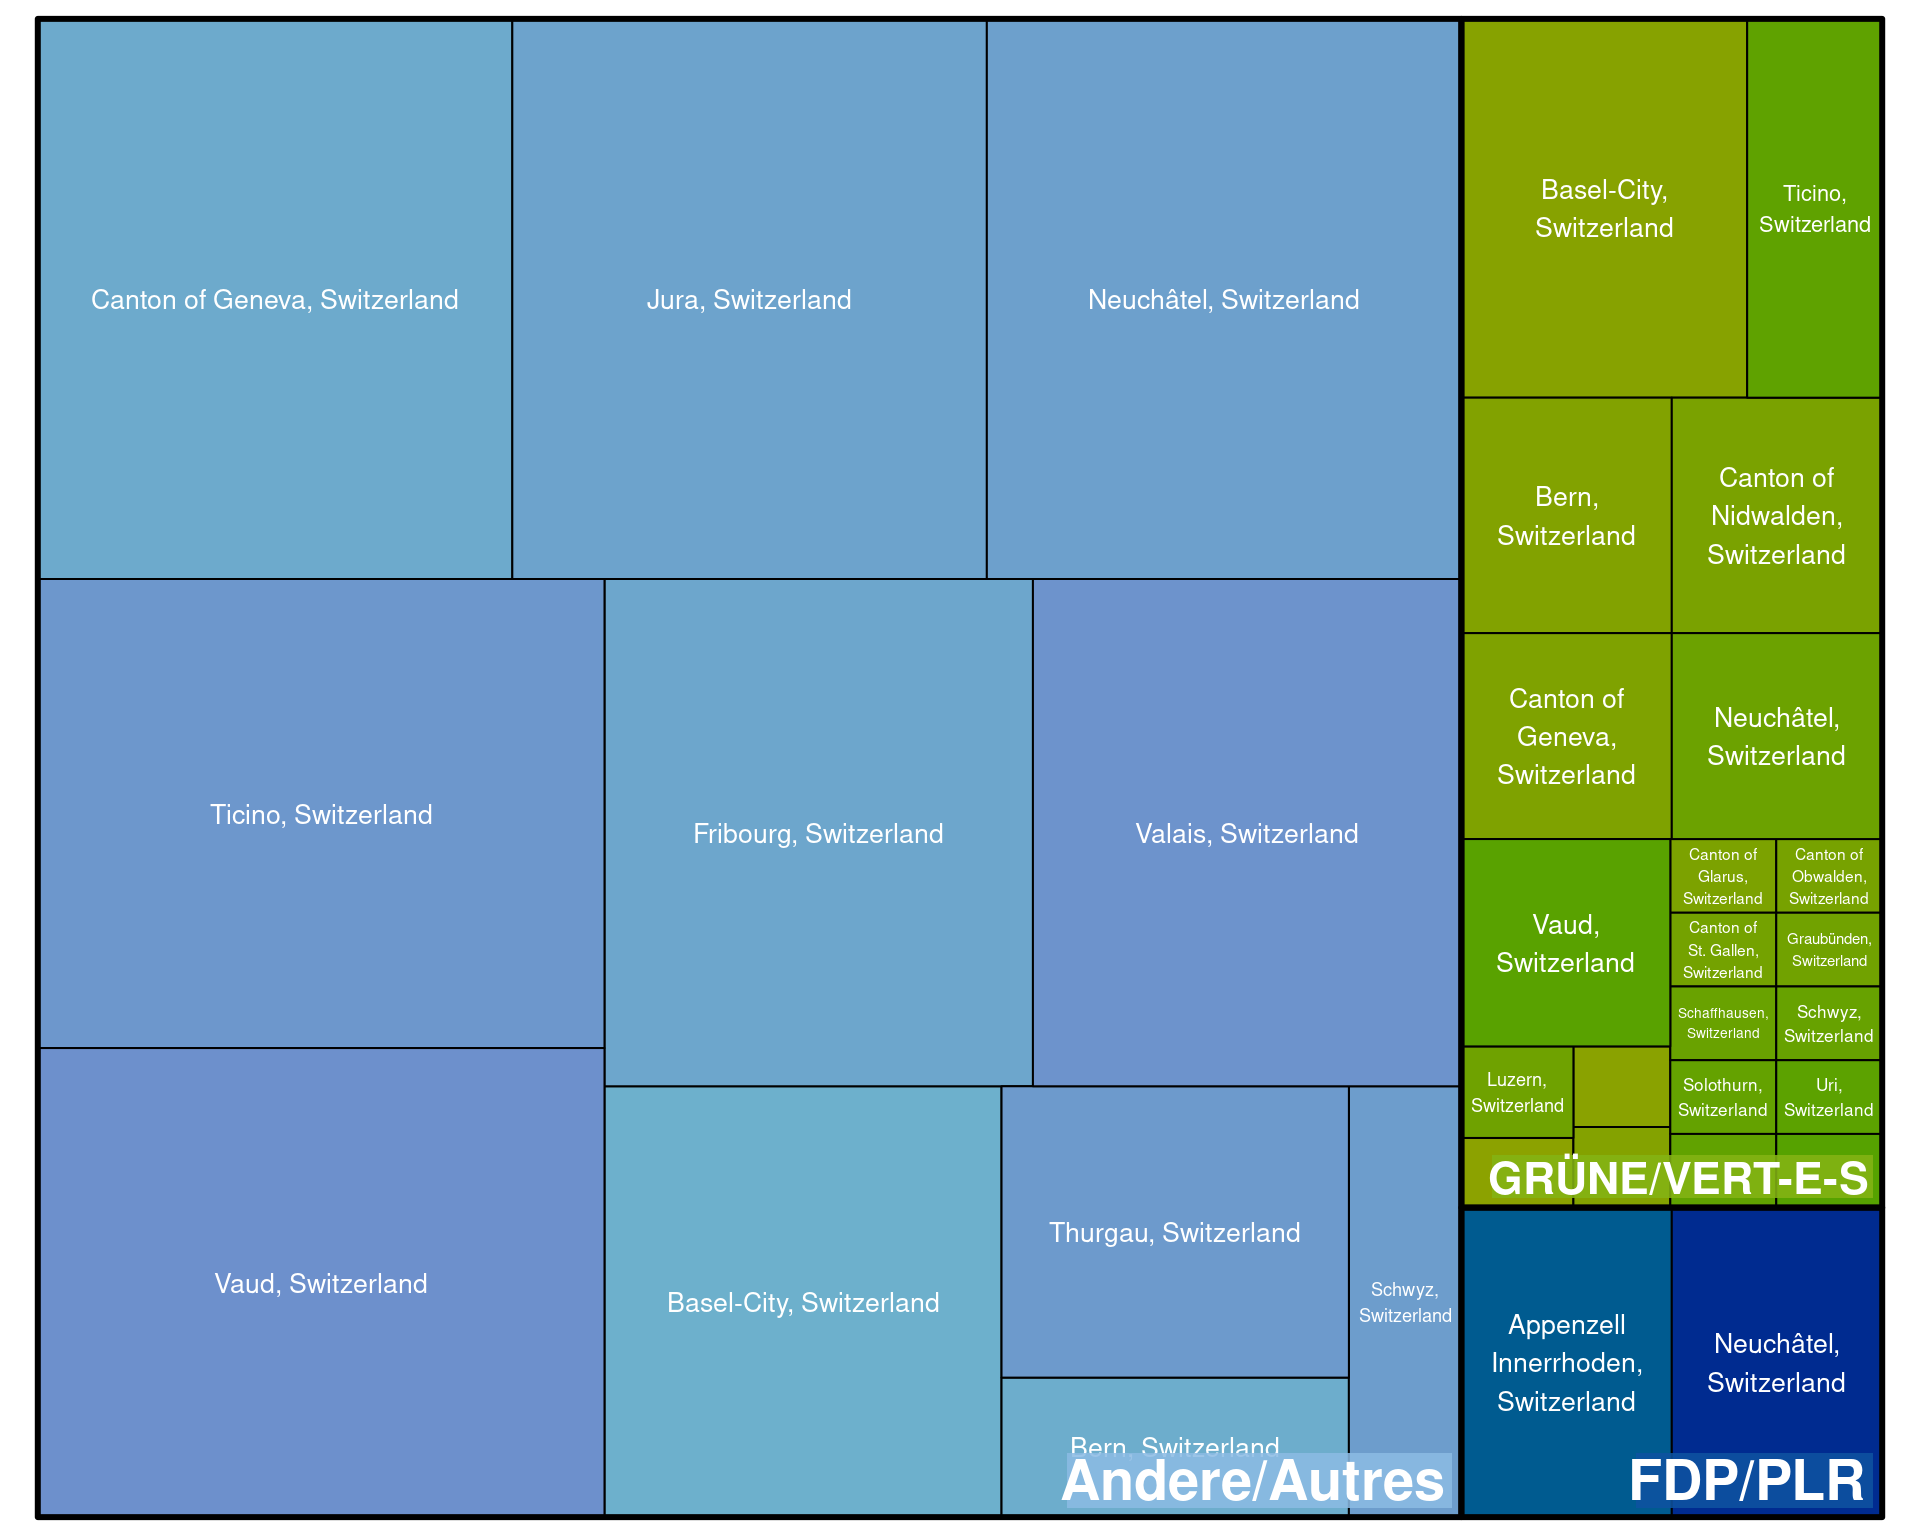 Canton of Geneva, Switzerland
Jura, Switzerland
Neuchâtel, Switzerland
Ticino, Switzerland
Fribourg, Switzerland
Valais, Switzerland
Vaud, Switzerland
Basel-City, Switzerland
Thurgau, Switzerland
Schwyz,
Switzerland
Bern, Switzerland
Andere/Autres
Basel-City,
Switzerland
Ticino,
Switzerland
Bern,
Switzerland
Canton of
Nidwalden,
Switzerland
Canton of
Geneva,
Switzerland
Neuchâtel,
Switzerland
Vaud,
Switzerland
Canton of
Glarus,
Switzerland
Canton of
Obwalden,
Switzerland
Canton of
St. Gallen,
Switzerland
Graubünden,
Switzerland
Schaffhausen,
Switzerland
Schwyz,
Switzerland
Luzern,
Switzerland
Solothurn,
Switzerland
Uri,
Switzerland
GRÜNE/VERT-E-S
Appenzell
Innerrhoden,
Switzerland
Neuchâtel,
Switzerland
FDP/PLR